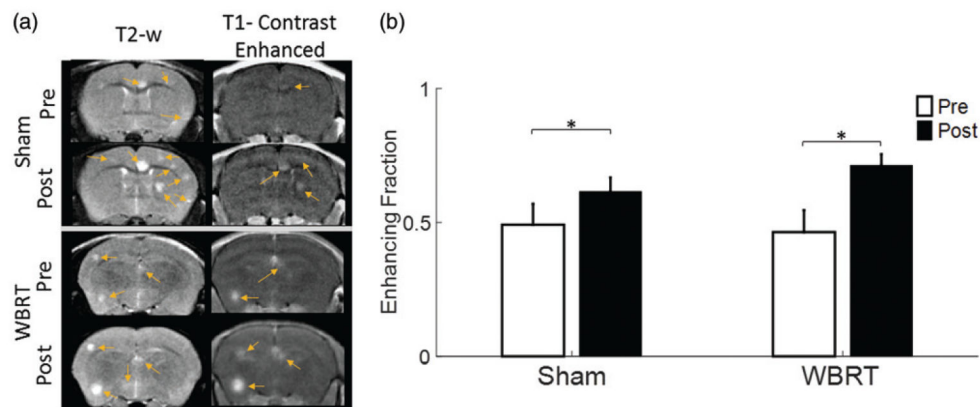 (a)
T2-w
T1- Contrast
Enhanced
Sham
Pre
Post
WBRT
Pre
Post
(b)
Enhancing Fraction
1
0.5
0
*
*
Pre
Post
Sham
WBRT